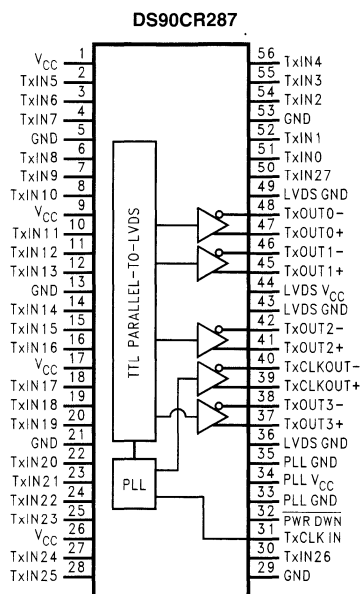 DS90CR287
VCC 1
TxIN5 2
TxIN6 3
TxIN7 4
GND 5
TxIN8 6
TxIN9 7
TxIN10 8
VCC 9
TxIN11 10
TxIN12 11
TxIN13 12
GND 13
TxIN14 14
TxIN15 15
TxIN16 16
VCC 17
TxIN17 18
TxIN18 19
TxIN19 20
GND 21
TxIN20 22
TxIN21 23
TxIN22 24
TxIN23 25
VCC 26
TxIN24 27
TxIN25 28
TTL PARALLEL-TO-LVDS
PLL
56 TxIN4
55 TxIN3
54 TxIN2
53 GND
52 TxIN1
51 TxIN0
50 TxIN27
49 LVDS GND
48 TxOUT0-
47 TxOUT0+
46 TxOUT1-
45 TxOUT1+
44 LVDS VCC
43 LVDS GND
42 TxOUT2-
41 TxOUT2+
40 TxCLKOUT-
39 TxCLKOUT+
38 TxOUT3-
37 TxOUT3+
36 LVDS GND
35 PLL GND
34 PLL VCC
33 PLL GND
32 PWR DWN
31 TxCLK IN
30 TxIN26
29 GND